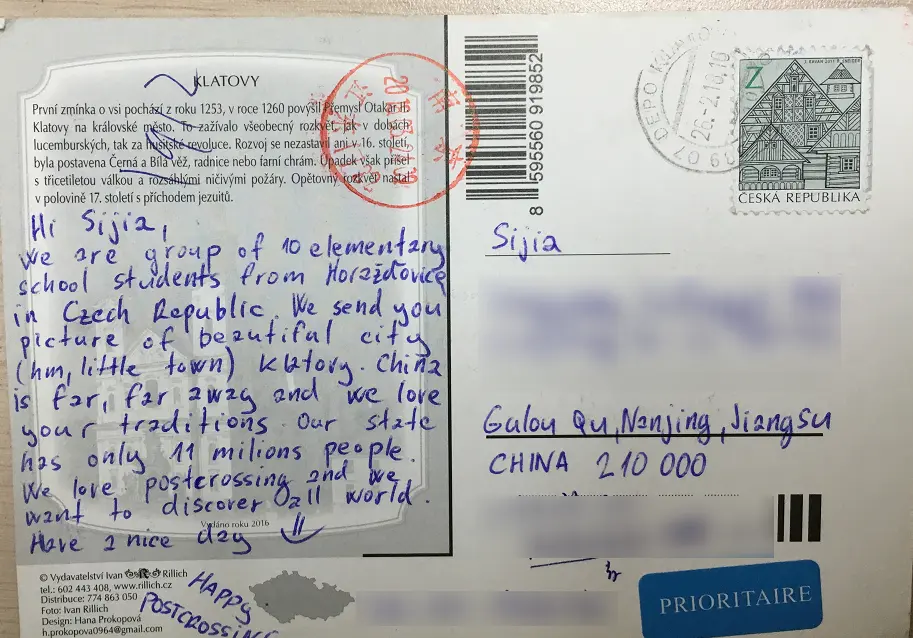 KLATOVY
První zmínka o vsi pochází z roku 1253, v roce 1260 povýšil Přemysl Otakar II.
Klatovy na královské město. To zažívalo všeobecný rozkvět, jak v dobách
lucemburských, tak za husitské revoluce. Rozvoj se nezastavil ani v 16. století,
byla postavena Černá a Bílá věž, radnice nebo farní chrám. Úpadek však přišel
s třicetiletou válkou a rozsáhlými ničivými požáry. Opětovný rozkvět nastal
v polovině 17. století s příchodem jezuitů.
Hi Sijia,
we are group of 10 elementary
school students from Horažďovice
in Czech Republic. We send you
picture of beautiful city
(hm, little town) Klatovy. China
is far, far away and we love
your traditions. Our state
has only 11 milions people.
We love postcrossing and we
want to discover all world.
Have a nice day
Vydáno roku 2016
© Vydavatelství Ivan Rillich
tel.: 602 443 408, www.rillich.cz
Distribuce: 774 863 050
Foto: Ivan Rillich
Design: Hana Prokopová
h.prokopova0964@gmail.com
HAPPY
POSTCROSSING
8 595560 919852
DEPO
26.-2.18
Z
ČESKÁ REPUBLIKA
Sijia
Gulou Qu, Nanjing, Jiangsu
CHINA 210 000
PRIORITAIRE